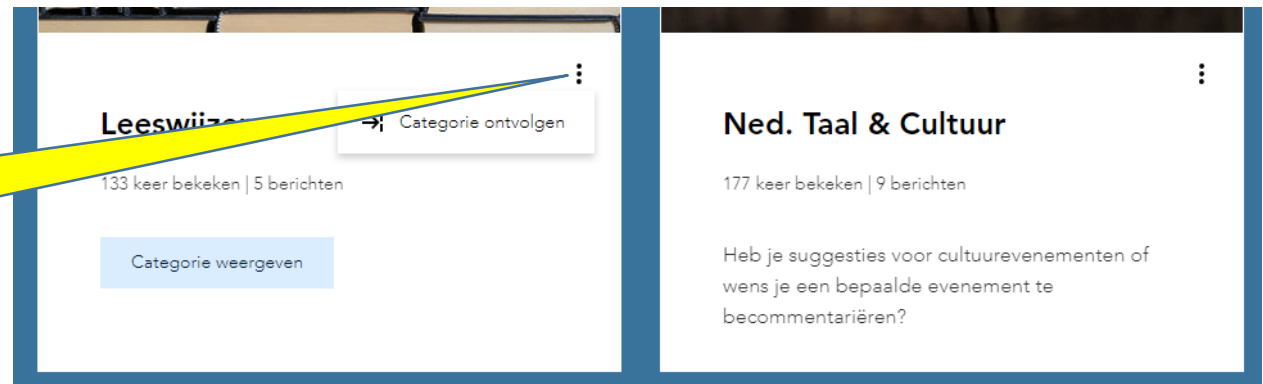 Categorie ontvolgen
133 keer bekeken | 5 berichten
Categorie weergeven
Ned. Taal & Cultuur
177 keer bekeken | 9 berichten
Heb je suggesties voor cultuurevenementen of
wens je een bepaalde evenement te
becommentariëren?